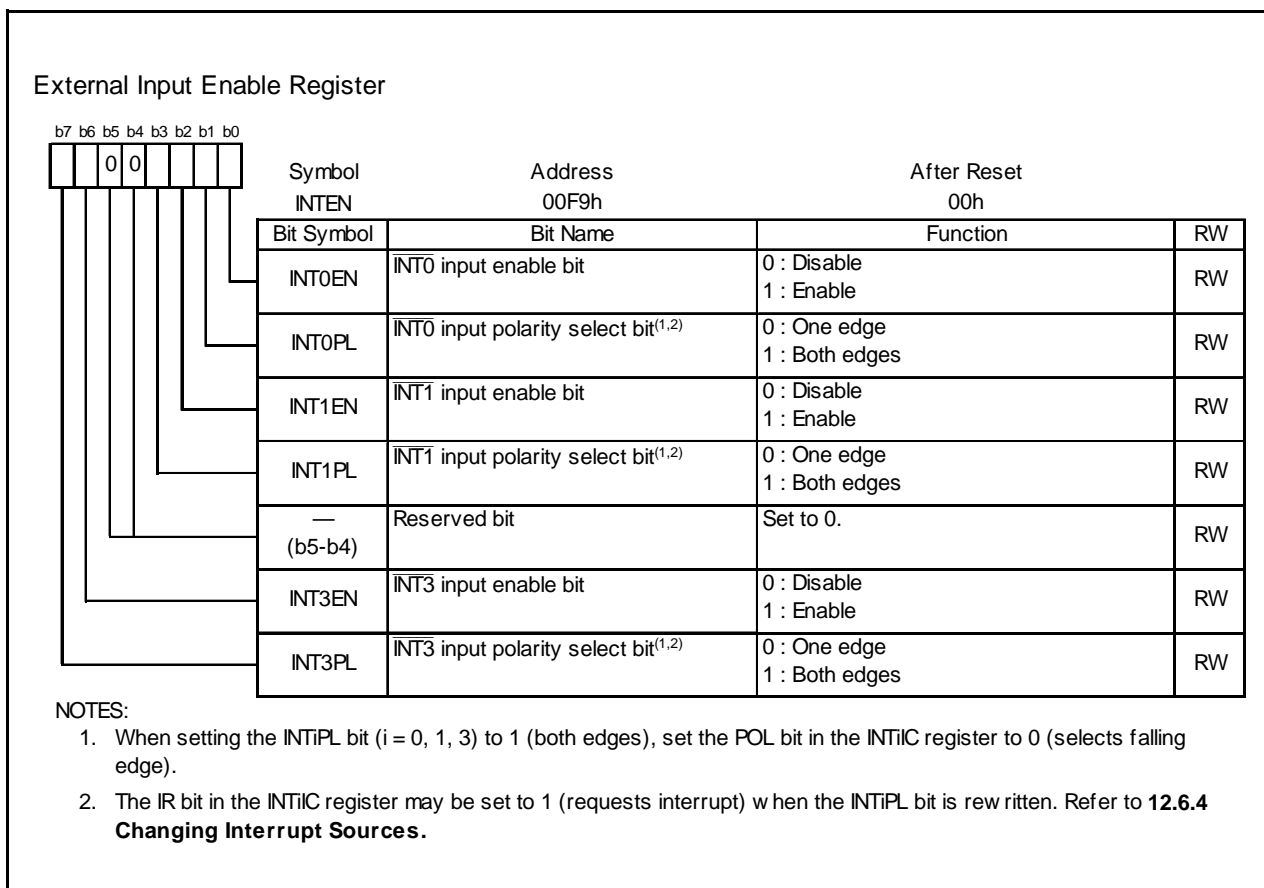 External Input Enable Register
b7 b6 b5 b4 b3 b2 b1 b0
0 0
Symbol Address After Reset
INTEN 00F9h 00h
Bit Symbol Bit Name Function RW
INT0EN INT0 input enable bit 0 : Disable RW
1 : Enable
INT0PL INT0 input polarity select bit(1,2) 0 : One edge RW
1 : Both edges
INT1EN INT1 input enable bit 0 : Disable RW
1 : Enable
INT1PL INT1 input polarity select bit(1,2) 0 : One edge RW
1 : Both edges
— Reserved bit Set to 0. RW
(b5-b4)
INT3EN INT3 input enable bit 0 : Disable RW
1 : Enable
INT3PL INT3 input polarity select bit(1,2) 0 : One edge RW
1 : Both edges
NOTES:
1. When setting the INTiPL bit (i = 0, 1, 3) to 1 (both edges), set the POL bit in the INTiIC register to 0 (selects falling
edge).
2. The IR bit in the INTiIC register may be set to 1 (requests interrupt) when the INTiPL bit is rewritten. Refer to 12.6.4
Changing Interrupt Sources.